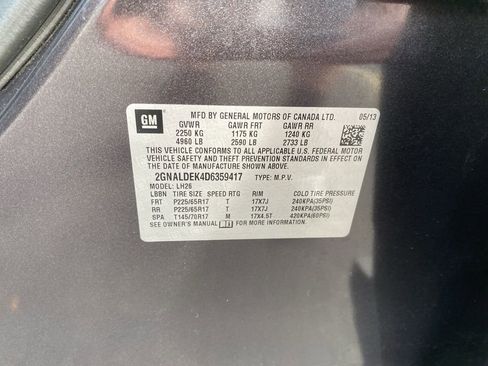 GM
MFD BY GENERAL MOTORS OF CANADA LTD. 05/13
GVWR GAWR FRT GAWR RR
2250 KG 1175 KG 1240 KG
4960 LB 2590 LB 2733 LB
THIS VEHICLE CONFORMS TO ALL APPLICABLE U.S. FEDERAL MOTOR
VEHICLE SAFETY AND THEFT PREVENTION STANDARDS IN EFFECT
ON THE DATE OF MANUFACTURE SHOWN ABOVE.
2GNALDEK4D6359417 TYPE: M.P.V.
MODEL: LH26
LBBN TIRE SIZE SPEED RTG RIM COLD TIRE PRESSURE
FRT P225/65R17 T 17X7J 240KPA(35PSI)
RR P225/65R17 T 17X7J 240KPA(35PSI)
SPA T145/70R17 M 17X4.5T 420KPA(60PSI)
SEE OWNER'S MANUAL FOR MORE INFORMATION.